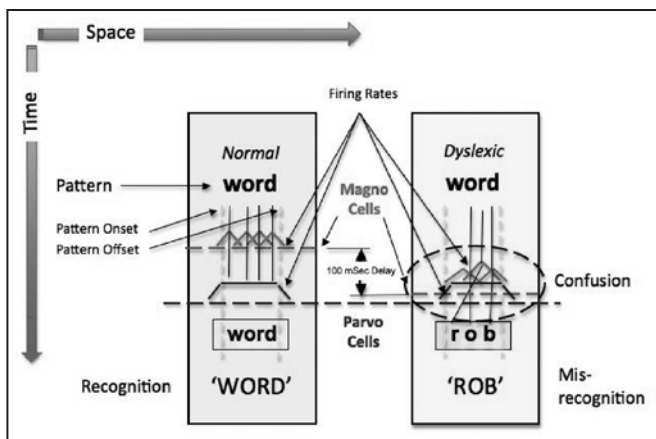 Space
Time
Firing Rates
Normal
Dyslexic
Pattern
word
word
Magno
Cells
Pattern Onset
Pattern Offset
100 mSec Delay
Confusion
word
Parvo
Cells
r o b
Recognition
'WORD'
'ROB'
Mis-
recognition